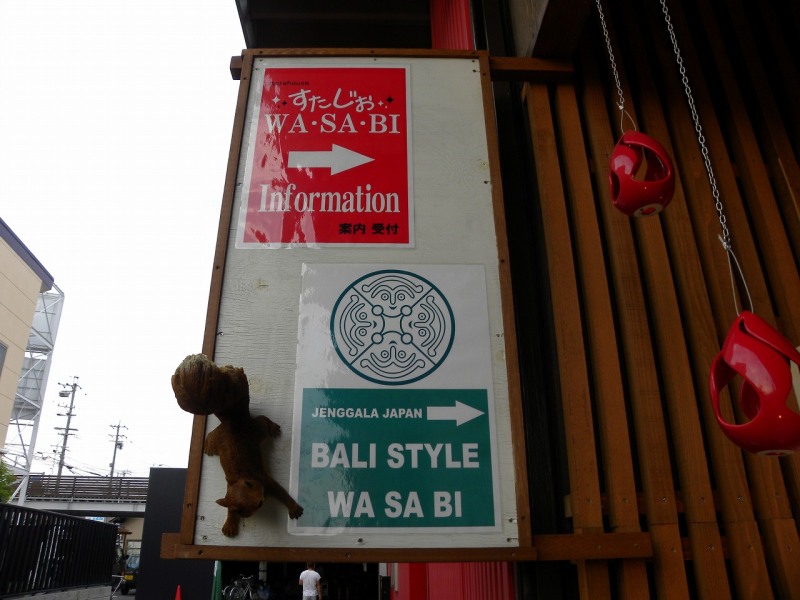 すたじお
WA・SA・BI
Information
案内 受付
JENGGALA JAPAN
BALI STYLE
WA SA BI